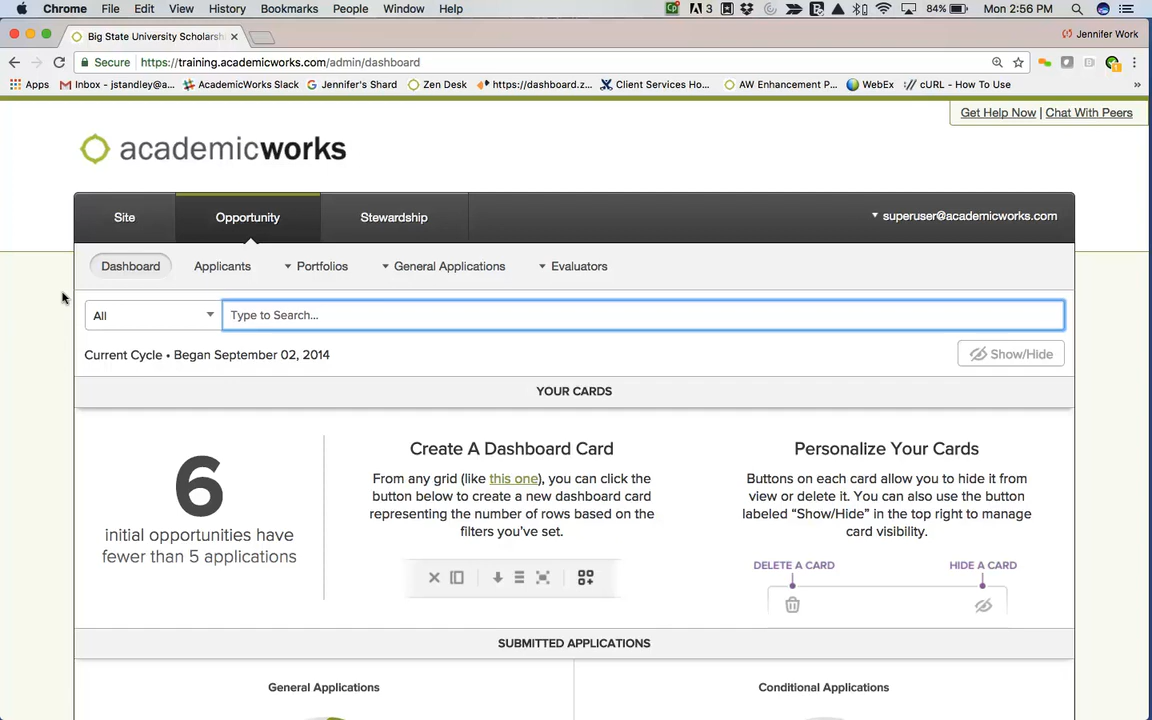 Chrome File Edit View History Bookmarks People Window Help 3 84% Mon 2:56 PM
Big State University Scholarsh Jennifer Work
Secure https://training.academicworks.com/admin/dashboard
Apps Inbox - jstandley@a... AcademicWorks Slack Jennifer's Shard Zen Desk https://dashboard.z... Client Services Ho... AW Enhancement P... WebEx cURL - How To Use »
Get Help Now | Chat With Peers
academicworks
Site Opportunity Stewardship superuser@academicworks.com
Dashboard Applicants Portfolios General Applications Evaluators
All Type to Search...
Current Cycle • Began September 02, 2014 Show/Hide
YOUR CARDS
6
initial opportunities have
fewer than 5 applications
Create A Dashboard Card
From any grid (like this one), you can click the
button below to create a new dashboard card
representing the number of rows based on the
filters you've set.
Personalize Your Cards
Buttons on each card allow you to hide it from
view or delete it. You can also use the button
labeled “Show/Hide” in the top right to manage
card visibility.
DELETE A CARD HIDE A CARD
SUBMITTED APPLICATIONS
General Applications Conditional Applications